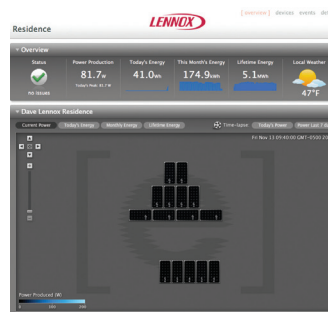 [ overview ] devices events
Residence
LENNOX
Overview
Status
Power Production
Today's Energy
This Month's Energy
Lifetime Energy
Local Weather
81.7w
41.0wh
174.9kwh
5.1MWh
no issues
47°F
Dave Lennox Residence
Current Power
Today's Energy
Monthly Energy
Lifetime Energy
Time-lapse:
Today's Power
Power Last 7 d
Fri Nov 13 09:40:00 GMT-0500 20
Power Produced (W)
0
100
200